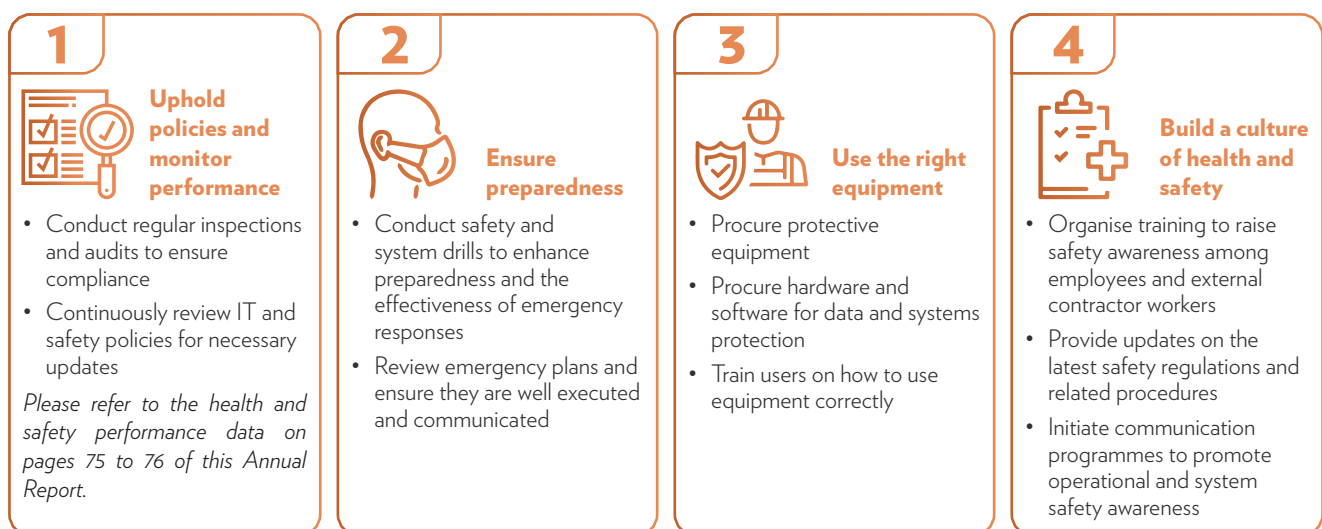 1
Uphold
policies and
monitor
performance
• Conduct regular inspections
and audits to ensure
compliance
• Continuously review IT and
safety policies for necessary
updates
Please refer to the health and
safety performance data on
pages 75 to 76 of this Annual
Report.
2
Ensure
preparedness
• Conduct safety and
system drills to enhance
preparedness and the
effectiveness of emergency
responses
• Review emergency plans and
ensure they are well executed
and communicated
3
Use the right
equipment
• Procure protective
equipment
• Procure hardware and
software for data and systems
protection
• Train users on how to use
equipment correctly
4
Build a culture
of health and
safety
• Organise training to raise
safety awareness among
employees and external
contractor workers
• Provide updates on the
latest safety regulations and
related procedures
• Initiate communication
programmes to promote
operational and system
safety awareness